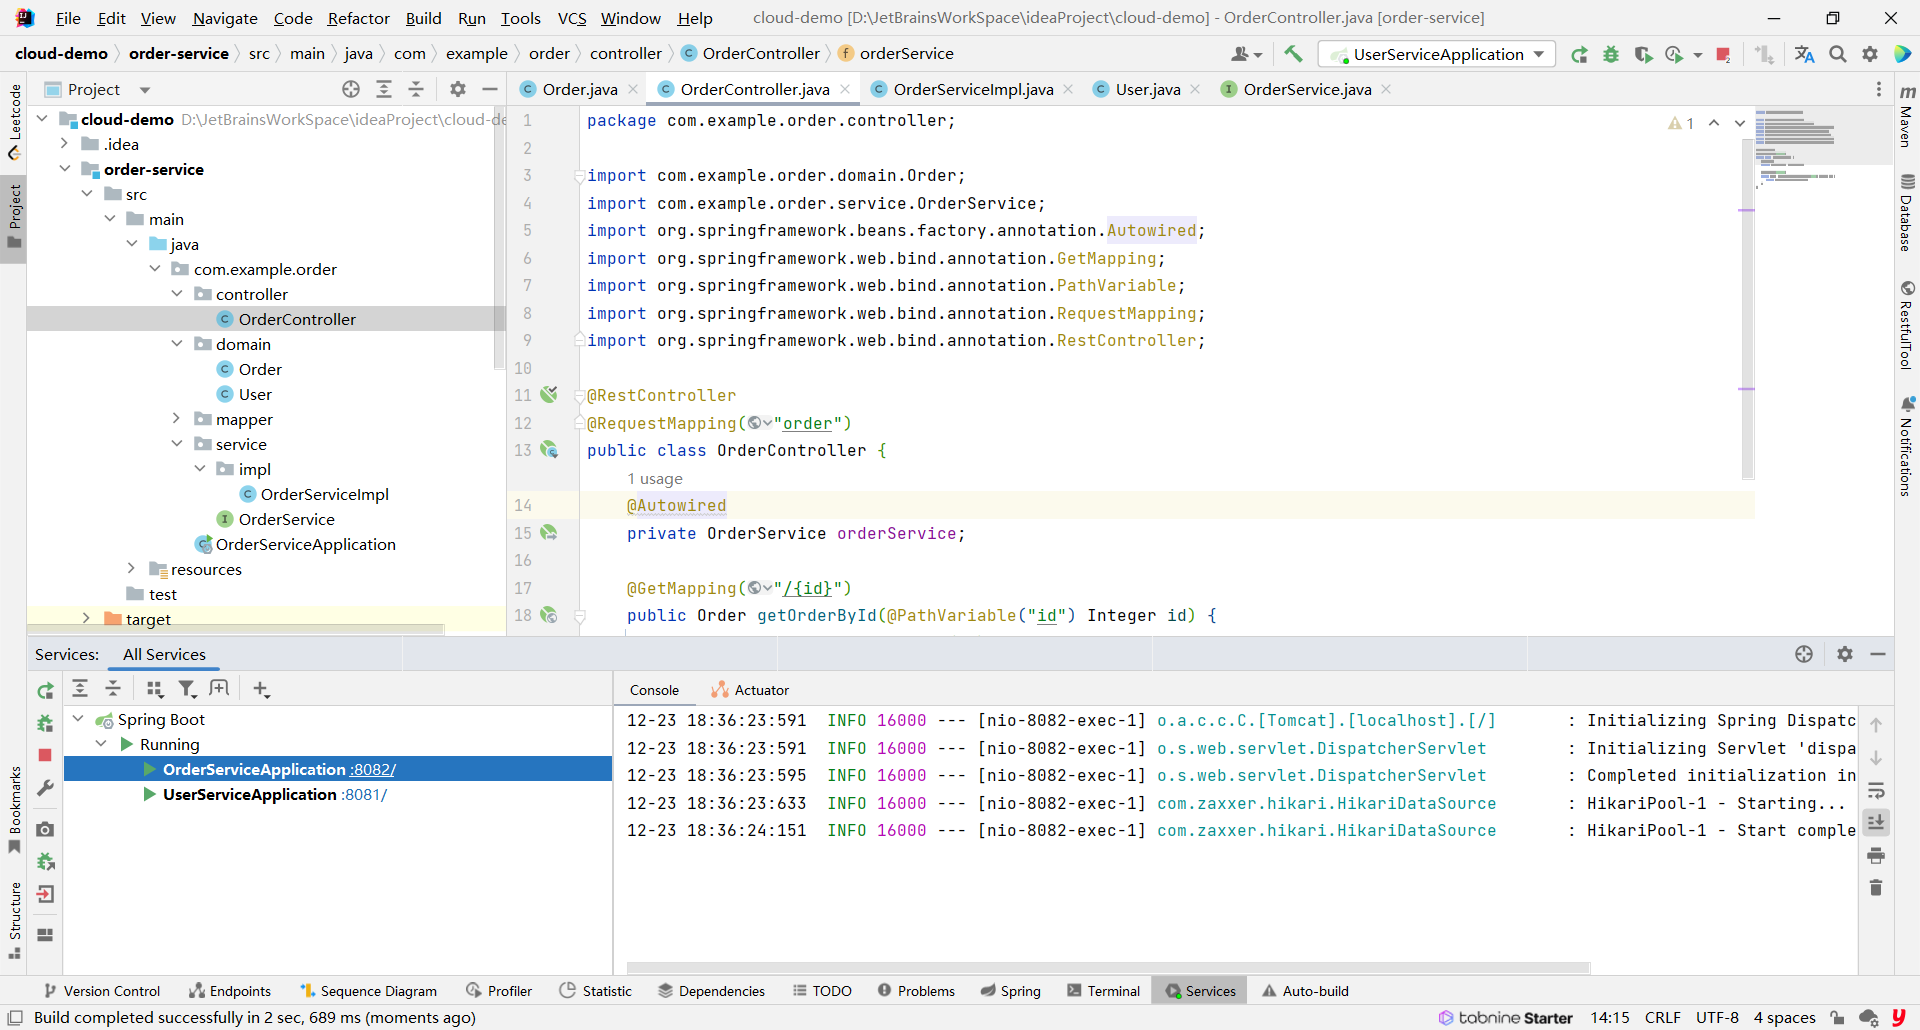 File Edit View Navigate Code Refactor Build Run Tools VCS Window Help cloud-demo [D:\JetBrainsWorkSpace\ideaProject\cloud-demo] - OrderController.java [order-service]
cloud-demo order-service src main java com example order controller OrderController orderService UserServiceApplication
Project
Order.java OrderController.java OrderServiceImpl.java User.java OrderService.java
Leetcode
Project
Bookmarks
Structure
cloud-demo D:\JetBrainsWorkSpace\ideaProject\cloud-de
.idea
order-service
src
main
java
com.example.order
controller
OrderController
domain
Order
User
mapper
service
impl
OrderServiceImpl
OrderService
OrderServiceApplication
resources
test
target
1 package com.example.order.controller;
2
3 import com.example.order.domain.Order;
4 import com.example.order.service.OrderService;
5 import org.springframework.beans.factory.annotation.Autowired;
6 import org.springframework.web.bind.annotation.GetMapping;
7 import org.springframework.web.bind.annotation.PathVariable;
8 import org.springframework.web.bind.annotation.RequestMapping;
9 import org.springframework.web.bind.annotation.RestController;
10
11 @RestController
12 @RequestMapping("order")
13 public class OrderController {
1 usage
14 @Autowired
15 private OrderService orderService;
16
17 @GetMapping("/{id}")
18 public Order getOrderById(@PathVariable("id") Integer id) {
1
Maven
Database
RestfulTool
Notifications
Services: All Services
Spring Boot
Running
OrderServiceApplication :8082/
UserServiceApplication :8081/
Console Actuator
12-23 18:36:23:591 INFO 16000 --- [nio-8082-exec-1] o.a.c.c.C.[Tomcat].[localhost].[/] : Initializing Spring Dispatc
12-23 18:36:23:591 INFO 16000 --- [nio-8082-exec-1] o.s.web.servlet.DispatcherServlet : Initializing Servlet 'dispa
12-23 18:36:23:595 INFO 16000 --- [nio-8082-exec-1] o.s.web.servlet.DispatcherServlet : Completed initialization in
12-23 18:36:23:633 INFO 16000 --- [nio-8082-exec-1] com.zaxxer.hikari.HikariDataSource : HikariPool-1 - Starting...
12-23 18:36:24:151 INFO 16000 --- [nio-8082-exec-1] com.zaxxer.hikari.HikariDataSource : HikariPool-1 - Start comple
Version Control Endpoints Sequence Diagram Profiler Statistic Dependencies TODO Problems Spring Terminal Services Auto-build
Build completed successfully in 2 sec, 689 ms (moments ago) tabnine Starter 14:15 CRLF UTF-8 4 spaces